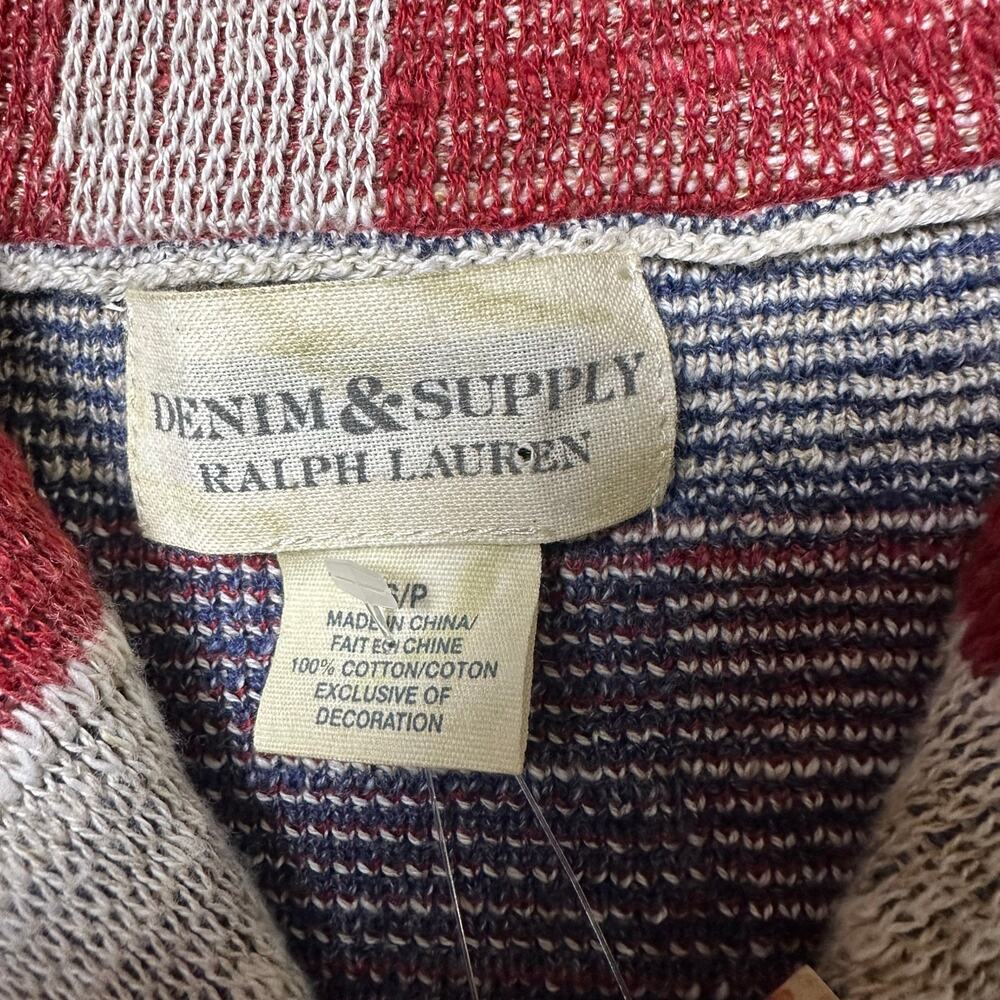 DENIM & SUPPLY
RALPH LAUREN
S/P
MADE IN CHINA/
FAIT EN CHINE
100% COTTON/COTON
EXCLUSIVE OF
DECORATION